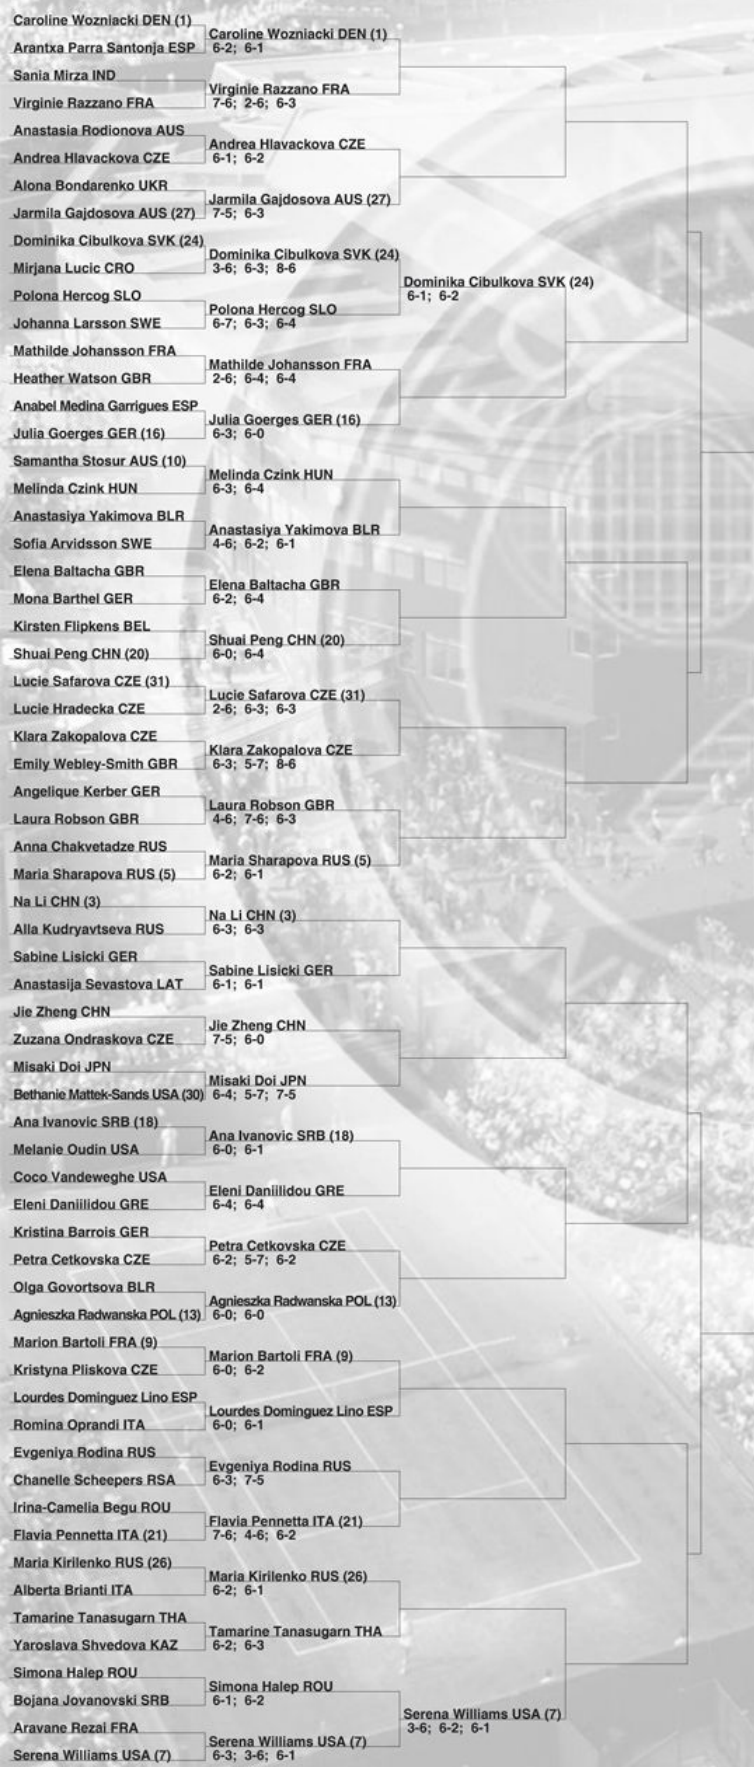 Caroline Wozniacki DEN (1)
Arantxa Parra Santonja ESP
Caroline Wozniacki DEN (1)
6-2; 6-1
Sania Mirza IND
Virginie Razzano FRA
Virginie Razzano FRA
7-6; 2-6; 6-3
Anastasia Rodionova AUS
Andrea Hlavackova CZE
Andrea Hlavackova CZE
6-1; 6-2
Alona Bondarenko UKR
Jarmila Gajdosova AUS (27)
Jarmila Gajdosova AUS (27)
7-5; 6-3
Dominika Cibulkova SVK (24)
Mirjana Lucic CRO
Dominika Cibulkova SVK (24)
3-6; 6-3; 8-6
Dominika Cibulkova SVK (24)
6-1; 6-2
Polona Hercog SLO
Johanna Larsson SWE
Polona Hercog SLO
6-7; 6-3; 6-4
Mathilde Johansson FRA
Heather Watson GBR
Mathilde Johansson FRA
2-6; 6-4; 6-4
Anabel Medina Garrigues ESP
Julia Goerges GER (16)
Julia Goerges GER (16)
6-3; 6-0
Samantha Stosur AUS (10)
Melinda Czink HUN
Melinda Czink HUN
6-3; 6-4
Anastasiya Yakimova BLR
Sofia Arvidsson SWE
Anastasiya Yakimova BLR
4-6; 6-2; 6-1
Elena Baltacha GBR
Mona Barthel GER
Elena Baltacha GBR
6-2; 6-4
Kirsten Flipkens BEL
Shuai Peng CHN (20)
Shuai Peng CHN (20)
6-0; 6-4
Lucie Safarova CZE (31)
Lucie Hradecka CZE
Lucie Safarova CZE (31)
2-6; 6-3; 6-3
Klara Zakopalova CZE
Emily Webley-Smith GBR
Klara Zakopalova CZE
6-3; 5-7; 8-6
Angelique Kerber GER
Laura Robson GBR
Laura Robson GBR
4-6; 7-6; 6-3
Anna Chakvetadze RUS
Maria Sharapova RUS (5)
Maria Sharapova RUS (5)
6-2; 6-1
Na Li CHN (3)
Alla Kudryavtseva RUS
Na Li CHN (3)
6-3; 6-3
Sabine Lisicki GER
Anastasija Sevastova LAT
Sabine Lisicki GER
6-1; 6-1
Jie Zheng CHN
Zuzana Ondraskova CZE
Jie Zheng CHN
7-5; 6-0
Misaki Doi JPN
Bethanie Mattek-Sands USA (30)
Misaki Doi JPN
6-4; 5-7; 7-5
Ana Ivanovic SRB (18)
Melanie Oudin USA
Ana Ivanovic SRB (18)
6-0; 6-1
Coco Vandeweghe USA
Eleni Daniilidou GRE
Eleni Daniilidou GRE
6-4; 6-4
Kristina Barrois GER
Petra Cetkovska CZE
Petra Cetkovska CZE
6-2; 5-7; 6-2
Olga Govortsova BLR
Agnieszka Radwanska POL (13)
Agnieszka Radwanska POL (13)
6-0; 6-0
Marion Bartoli FRA (9)
Kristyna Pliskova CZE
Marion Bartoli FRA (9)
6-0; 6-2
Lourdes Dominguez Lino ESP
Romina Oprandi ITA
Lourdes Dominguez Lino ESP
6-0; 6-1
Evgeniya Rodina RUS
Chanelle Scheepers RSA
Evgeniya Rodina RUS
6-3; 7-5
Irina-Camelia Begu ROU
Flavia Pennetta ITA (21)
Flavia Pennetta ITA (21)
7-6; 4-6; 6-2
Maria Kirilenko RUS (26)
Alberta Brianti ITA
Maria Kirilenko RUS (26)
6-2; 6-1
Tamarine Tanasugarn THA
Yaroslava Shvedova KAZ
Tamarine Tanasugarn THA
6-2; 6-3
Simona Halep ROU
Bojana Jovanovski SRB
Simona Halep ROU
6-1; 6-2
Serena Williams USA (7)
3-6; 6-2; 6-1
Aravane Rezai FRA
Serena Williams USA (7)
Serena Williams USA (7)
6-3; 3-6; 6-1